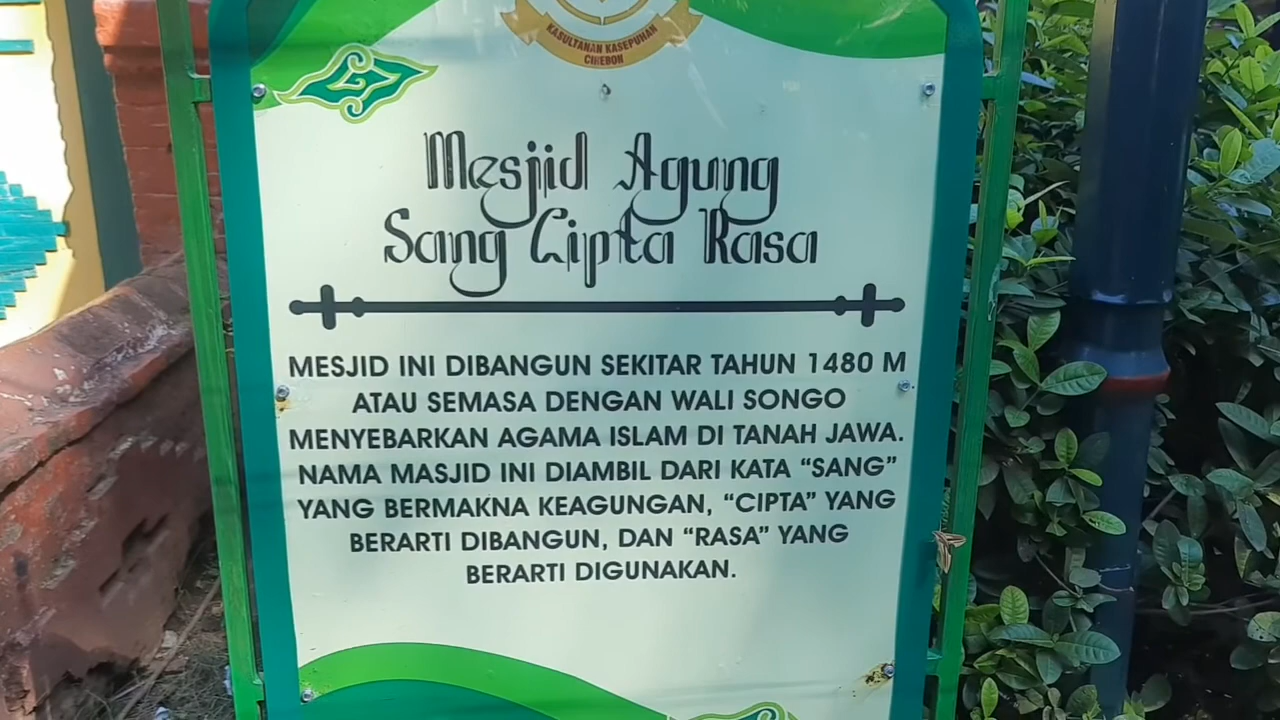 KASULTANAN KASEPUHAN
CIREBON
Mesjid Agung
Sang Cipta Rasa
MESJID INI DIBANGUN SEKITAR TAHUN 1480 M
ATAU SEMASA DENGAN WALI SONGO
MENYEBARKAN AGAMA ISLAM DI TANAH JAWA.
NAMA MASJID INI DIAMBIL DARI KATA “SANG”
YANG BERMAKNA KEAGUNGAN, “CIPTA” YANG
BERARTI DIBANGUN, DAN “RASA” YANG
BERARTI DIGUNAKAN.